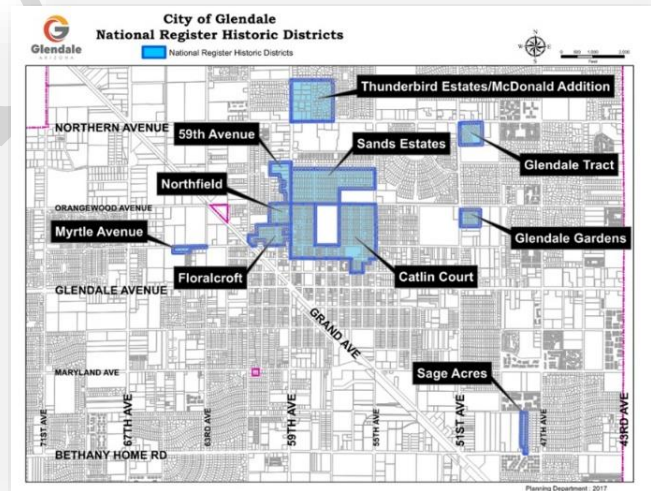 City of Glendale
National Register Historic Districts
National Register Historic Districts
Glendale
ARIZONA
Thunderbird Estates/McDonald Addition
NORTHERN AVENUE
59th Avenue
Sands Estates
Glendale Tract
Northfield
ORANGEWOOD AVENUE
Myrtle Avenue
Glendale Gardens
Floralcroft
Catlin Court
GLENDALE AVENUE
GRAND AVE
MARYLAND AVE
Sage Acres
71ST AVE
67TH AVE
63RD AVE
59TH AVE
55TH AVE
51ST AVE
47TH AVE
43RD AVE
BETHANY HOME RD
Planning Department : 2017